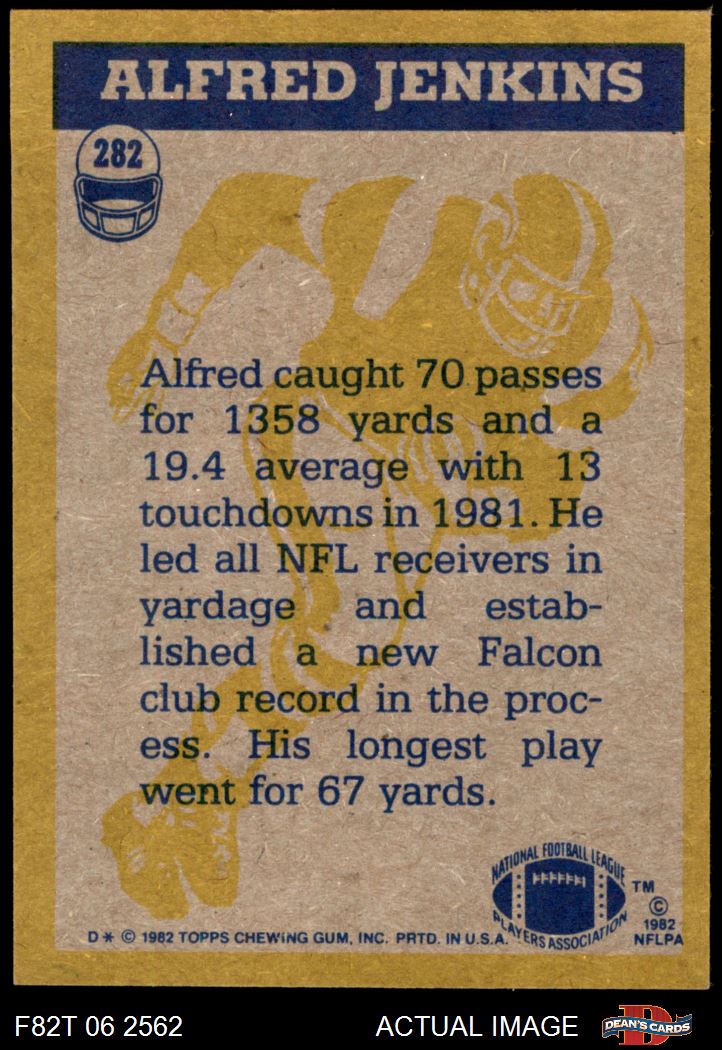 ALFRED JENKINS
282
Alfred caught 70 passes
for 1358 yards and a
19.4 average with 13
touchdowns in 1981. He
led all NFL receivers in
yardage and estab-
lished a new Falcon
club record in the proc-
ess. His longest play
went for 67 yards.
NATIONAL FOOTBALL LEAGUE
PLAYERS ASSOCIATION
TM
©
1982
NFLPA
D * © 1982 TOPPS CHEWING GUM, INC. PRTD. IN U.S.A.
F82T 06 2562 ACTUAL IMAGE
D DEAN'S CARDS